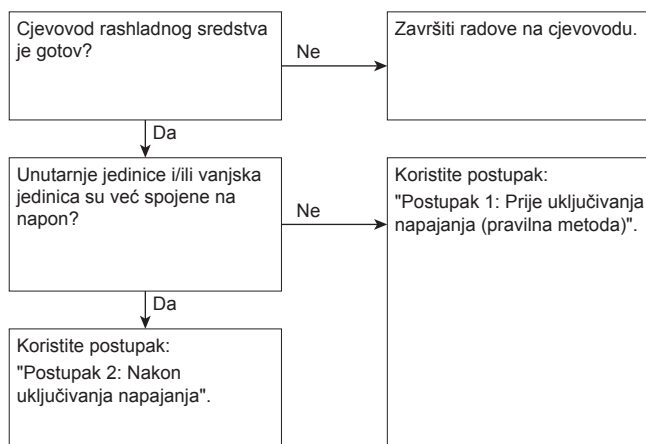 Cjevovod rashladnog sredstva
je gotov?
Ne
Završiti radove na cjevovodu.
Da
Unutarnje jedinice i/ili vanjska
jedinica su već spojene na
napon?
Ne
Koristite postupak:
"Postupak 1: Prije uključivanja
napajanja (pravilna metoda)".
Da
Koristite postupak:
"Postupak 2: Nakon
uključivanja napajanja".